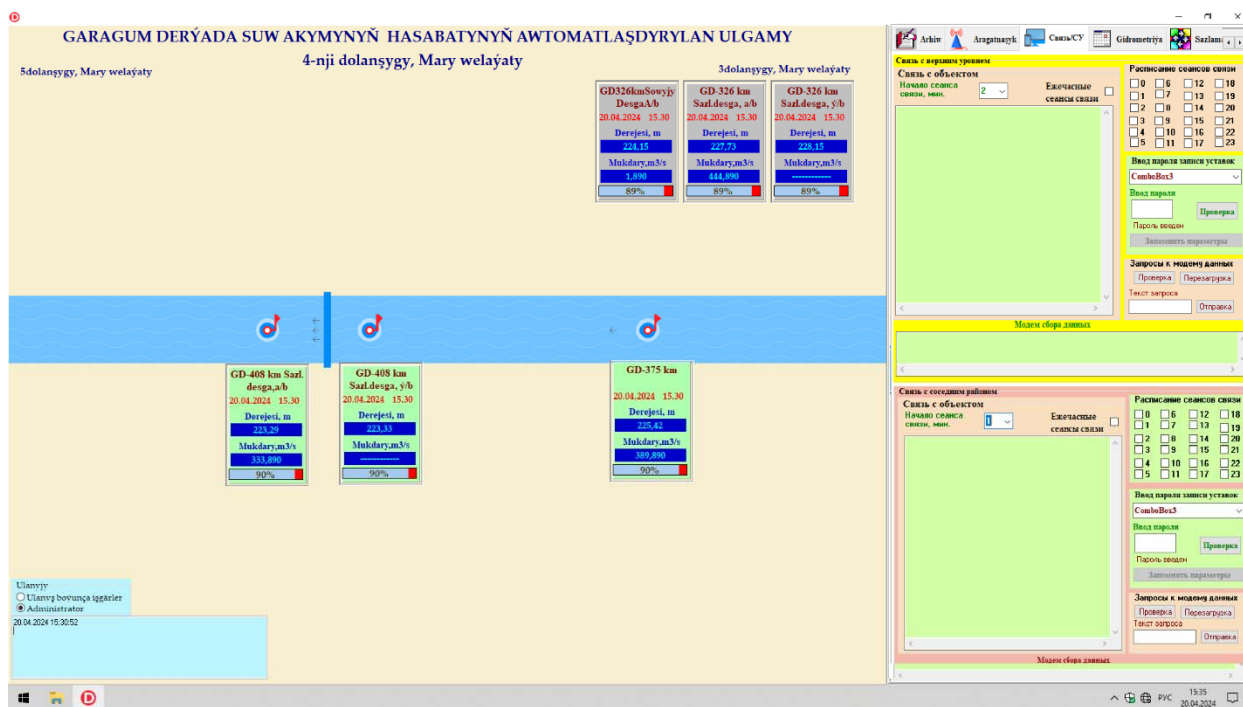 GARAGUM DERÝADA SUW AKYMYNYŇ HASABATYNYŇ AWTOMATLAŞDYRYLAN ULGAMY
4-nji dolanşygy, Mary welaýaty
5dolanşygy, Mary welaýaty
3dolanşygy, Mary welaýaty
GD326kmSowyjy
DesgaA/b
20.04.2024 15.30
Derejesi, m
224,15
Mukdary,m3/s
1,890
89%
GD-326 km
Sazl.desga, a/b
20.04.2024 15.30
Derejesi, m
227,73
Mukdary,m3/s
444,890
89%
GD-326 km
Sazl.desga, ý/b
20.04.2024 15.30
Derejesi, m
228,15
Mukdary,m3/s
------------
89%
GD-408 km Sazl.
desga,a/b
20.04.2024 15.30
Derejesi, m
223,29
Mukdary,m3/s
333,890
90%
GD-408 km
Sazl.desga, ý/b
20.04.2024 15.30
Derejesi, m
223,33
Mukdary,m3/s
------------
90%
GD-375 km
20.04.2024 15.30
Derejesi, m
225,42
Mukdary,m3/s
389,890
90%
Ulanyjy
Ulanyş boýunça işgärler
Administrator
20.04.2024 15:30:52
Arhiw
Aragatnaşyk
Связь/СУ
Gidrometriýa
Sazlama
Связь с верхним уровнем
Связь с объектом
Начало сеанса
связи, мин.
2
Ежечасные
сеансы связи
Расписание сеансов связи
0 6 12 18
1 7 13 19
2 8 14 20
3 9 15 21
4 10 16 22
5 11 17 23
Ввод пароля записи уставок
ComboBox3
Ввод пароля
Проверка
Пароль введен
Запомнить параметры
Запросы к модему данных
Проверка Перезагрузка
Текст запроса
Отправка
Модем сбора данных
Связь с соседним районом
Связь с объектом
Начало сеанса
связи, мин.
1
Ежечасные
сеансы связи
Расписание сеансов связи
0 6 12 18
1 7 13 19
2 8 14 20
3 9 15 21
4 10 16 22
5 11 17 23
Ввод пароля записи уставок
ComboBox3
Ввод пароля
Проверка
Пароль введен
Запомнить параметры
Запросы к модему данных
Проверка Перезагрузка
Текст запроса
Отправка
Модем сбора данных
РУС
15:35
20.04.2024